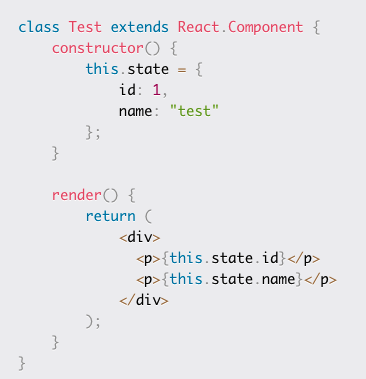 class Test extends React.Component {
    constructor() {
        this.state = {
            id: 1,
            name: "test"
        };
    }

    render() {
        return (
            <div>
              <p>{this.state.id}</p>
              <p>{this.state.name}</p>
            </div>
        );
    }
}